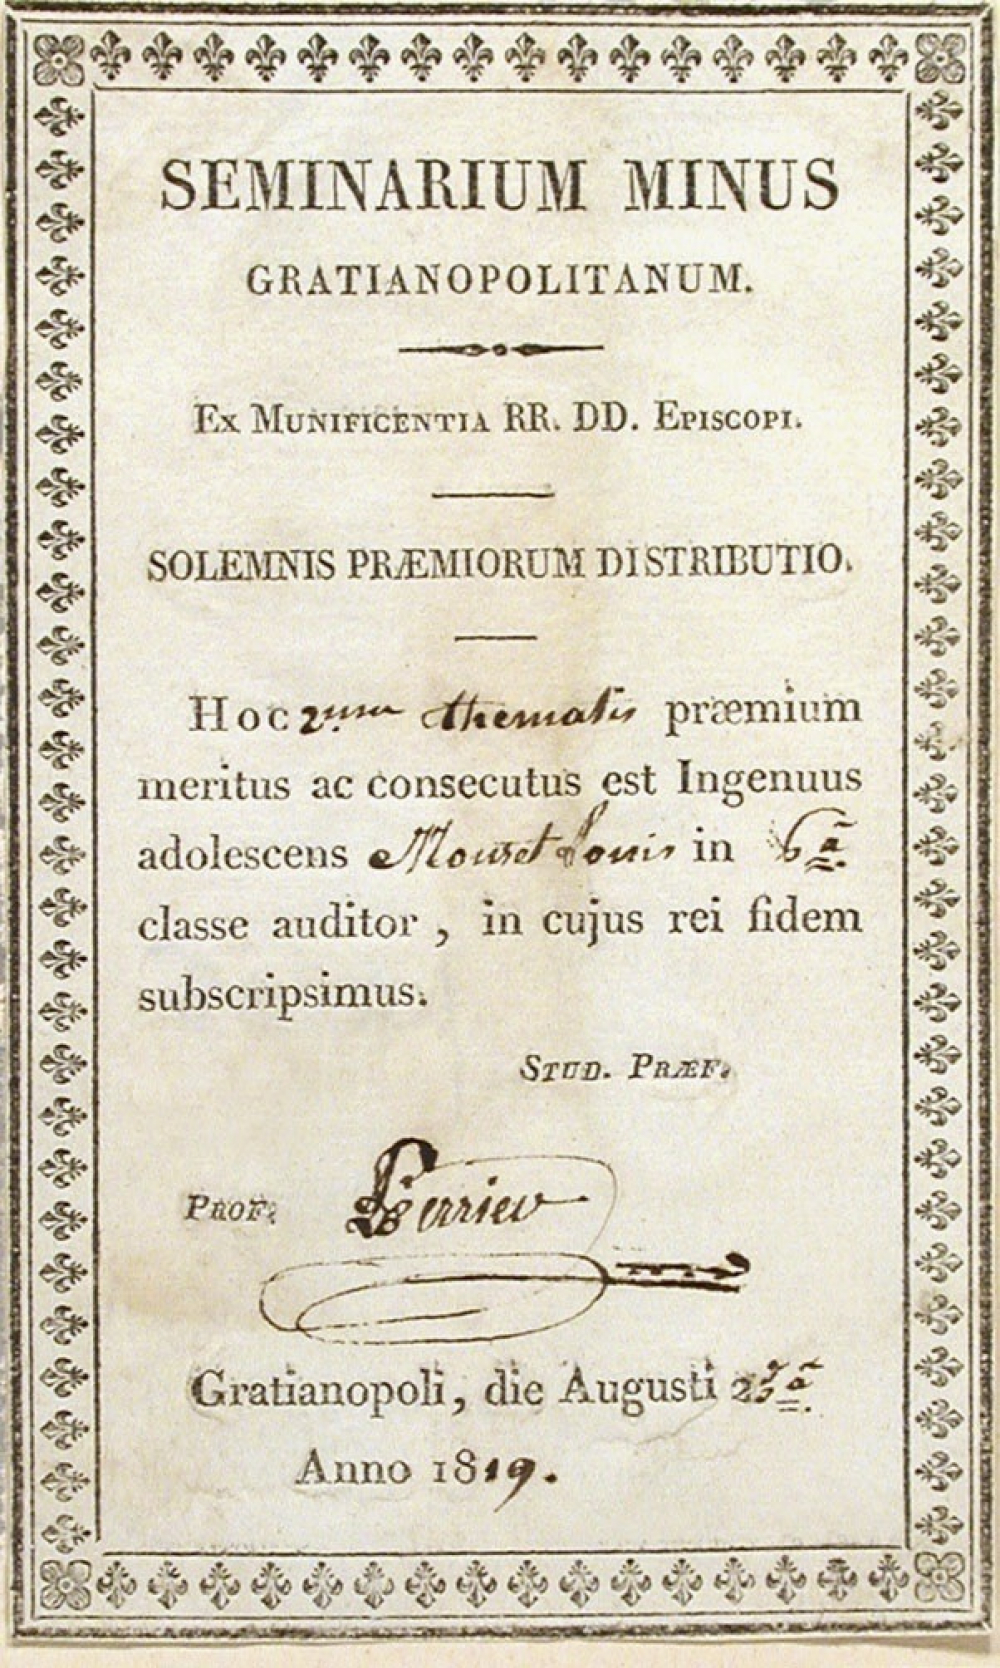 SEMINARIUM MINUS
GRATIANOPOLITANUM.
EX MUNIFICENTIA RR. DD. EPISCOPI.
SOLEMNIS PRÆMIORUM DISTRIBUTIO.
Hoc 2um thematis præmium
meritus ac consecutus est Ingenuus
adolescens Mouret Louis in 6a
classe auditor, in cujus rei fidem
subscripsimus.
STUD. PRÆF.
PROF.
Gratianopoli, die Augusti 23a.
Anno 1819.